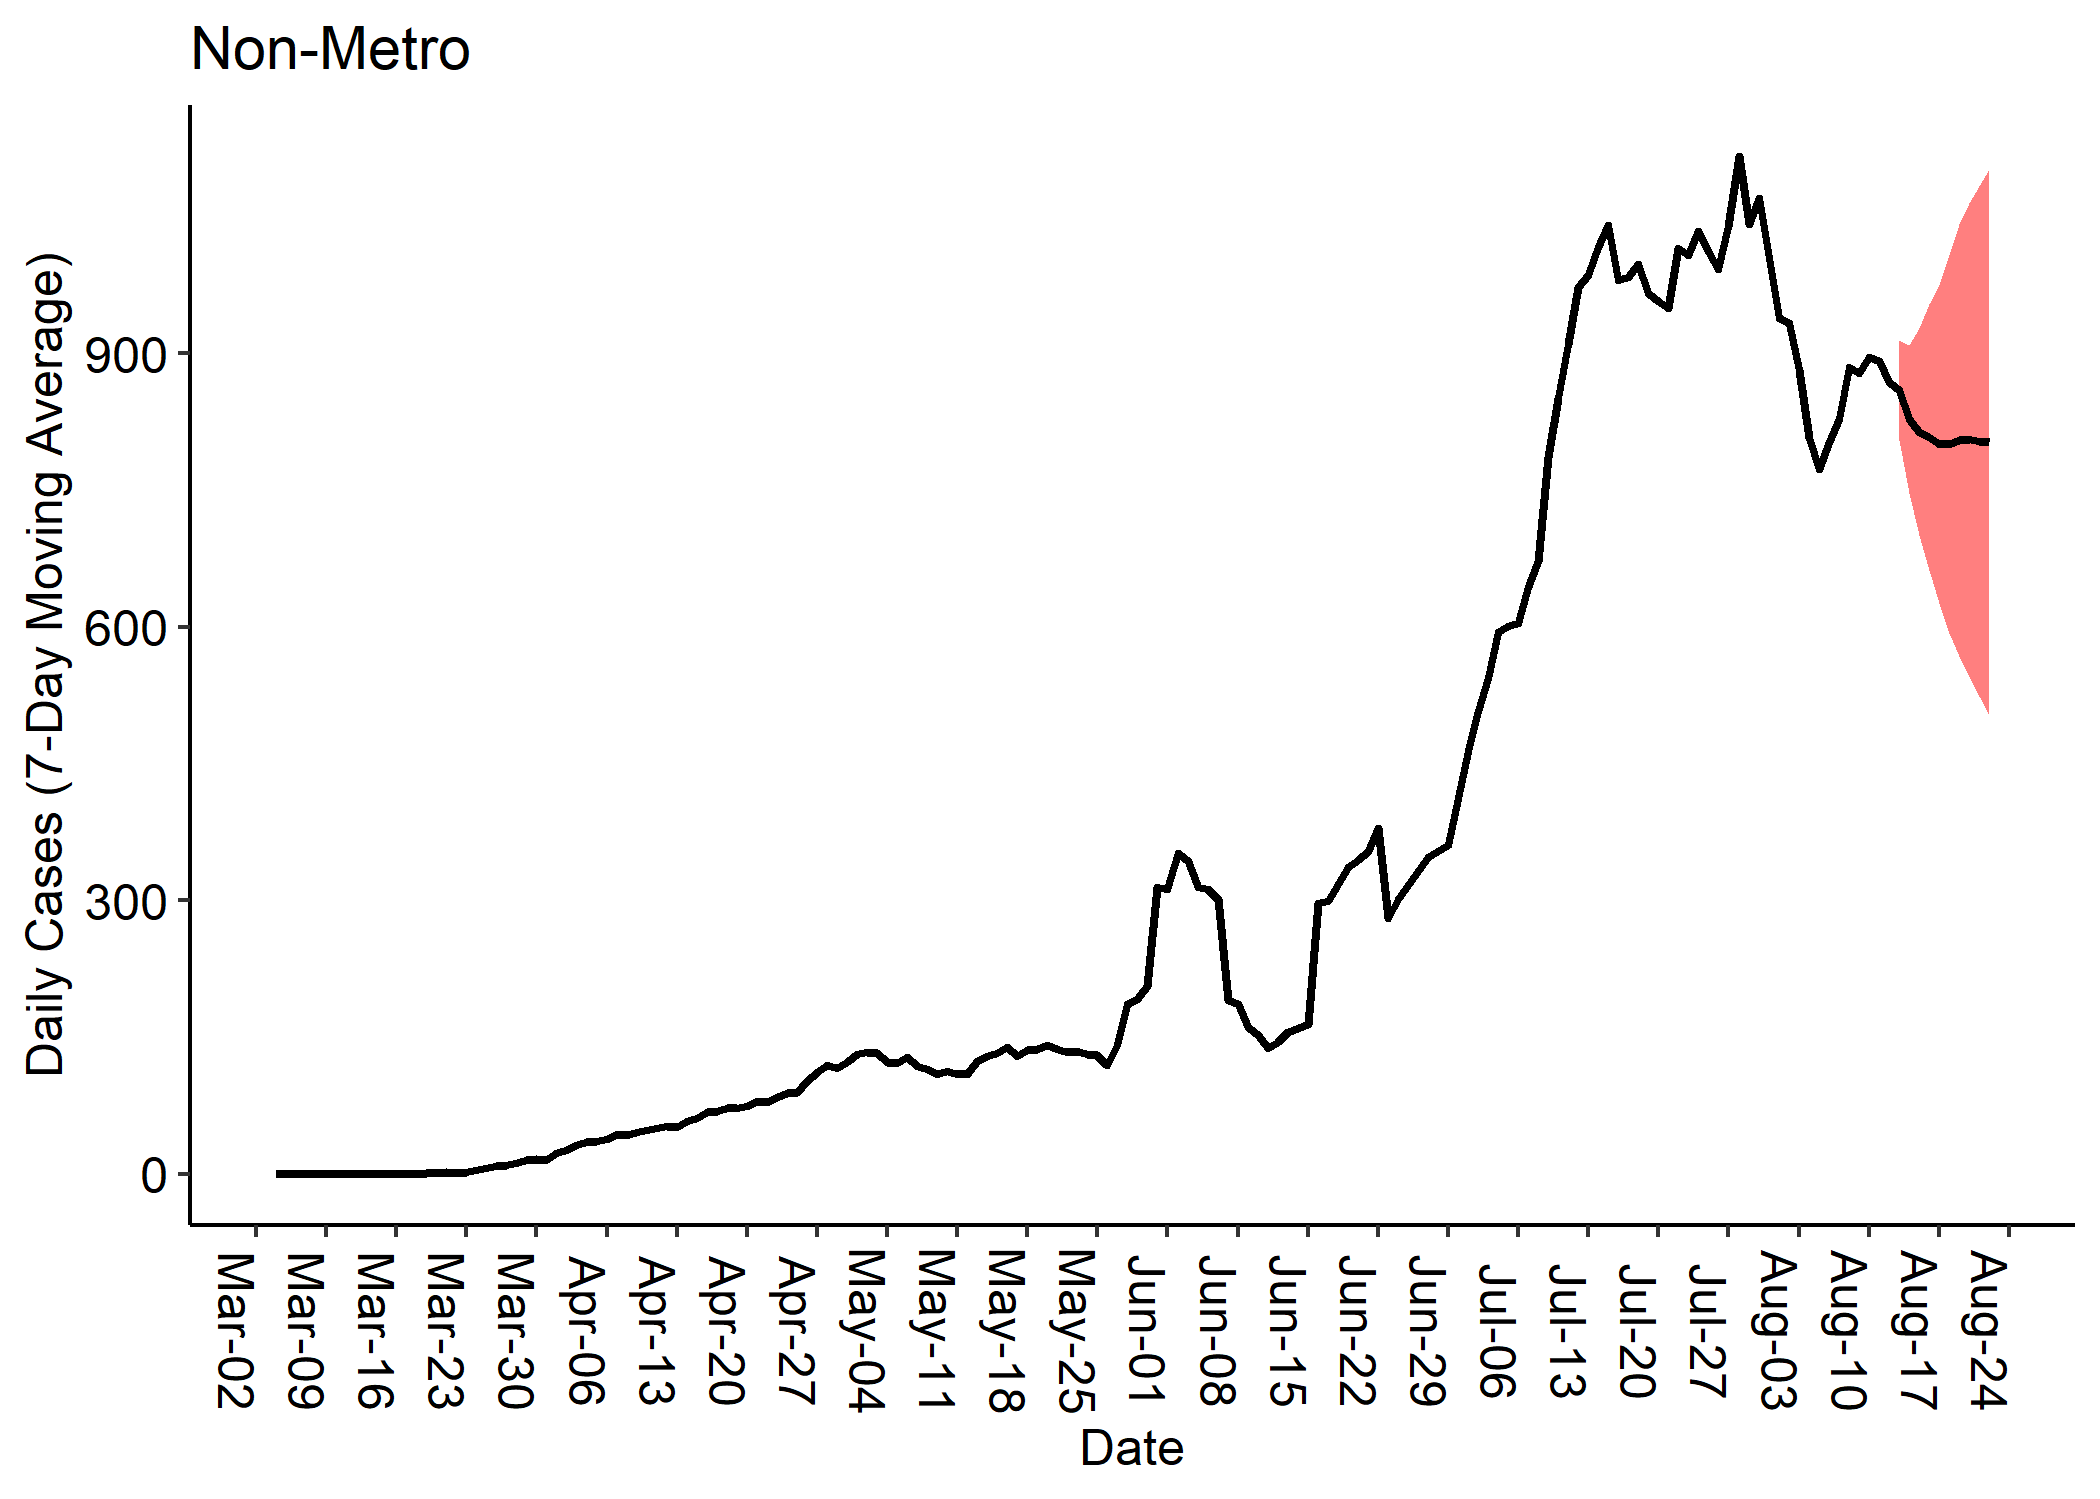 Non-Metro
Daily Cases (7-Day Moving Average)
900
600
300
0
Mar-02
Mar-09
Mar-16
Mar-23
Mar-30
Apr-06
Apr-13
Apr-20
Apr-27
May-04
May-11
May-18
May-25
Jun-01
Jun-08
Jun-15
Jun-22
Jun-29
Jul-06
Jul-13
Jul-20
Jul-27
Aug-03
Aug-10
Aug-17
Aug-24
Date